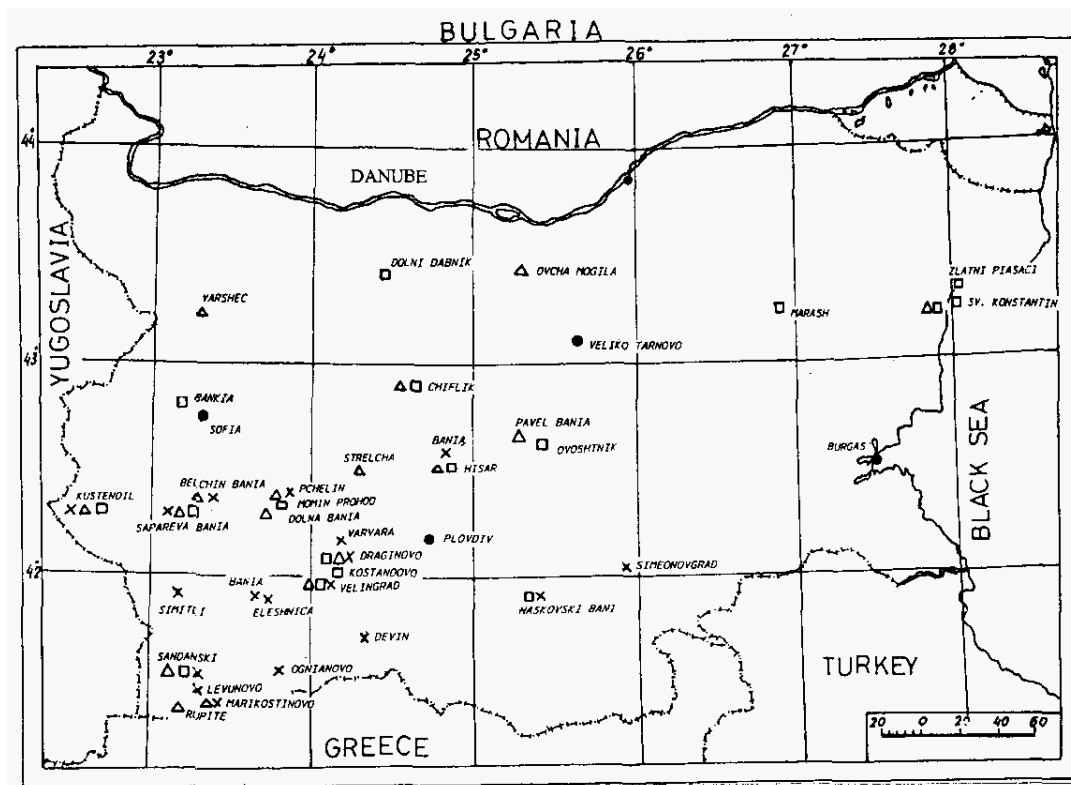 BULGARIA
23° 24° 25° 26° 27° 28°
44°
ROMANIA
DANUBE
YUGOSLAVIA
DOLNI DABNIK
OVCHA MOGILA
ZLATNI PIASACI
VARSHEC
SV. KONSTANTIN
MARASH
VELIKO TARNOVO
43°
CHIFLIK
BANKIA
SOFIA
PAVEL BANIA
BANIA
OVOSHTNIK
BURGAS
BLACK SEA
STRELCHA
HISAR
BELCHIN BANIA
PCHELIN
KUSTENDIL
MOMIN PROHOD
SAPAREVA BANIA
DOLNA BANIA
VARVARA
PLOVDIV
DRAGINOVO
42°
KOSTANDOVO
SIMEONOVGRAD
BANIA
VELINGRAD
SIMITLI
ELESHNICA
HASKOVSKI BANI
DEVIN
SANDANSKI
OGNIANOVO
TURKEY
LEVUNOVO
MARIKOSTINOVO
RUPITE
GREECE
20 0 20 60